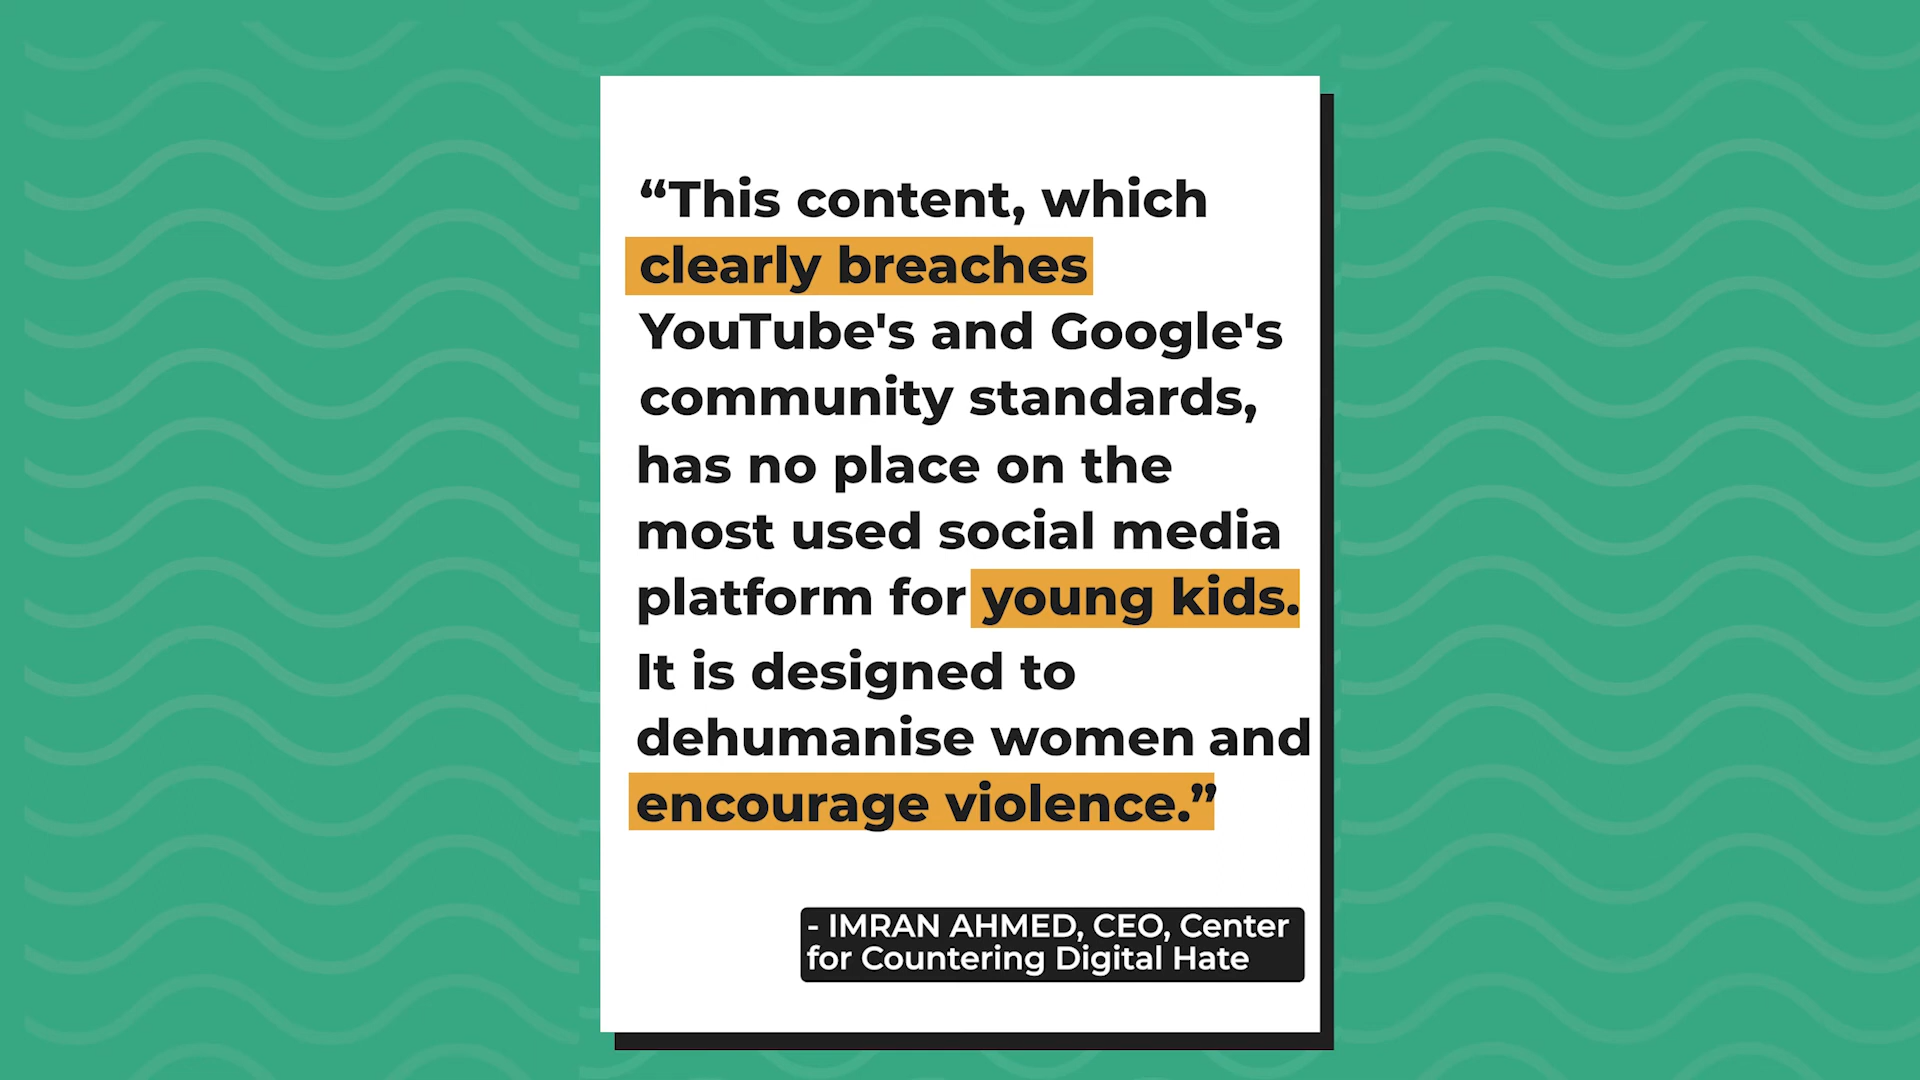 “This content, which
clearly breaches
YouTube's and Google's
community standards,
has no place on the
most used social media
platform for young kids.
It is designed to
dehumanise women and
encourage violence.”
- IMRAN AHMED, CEO, Center
for Countering Digital Hate